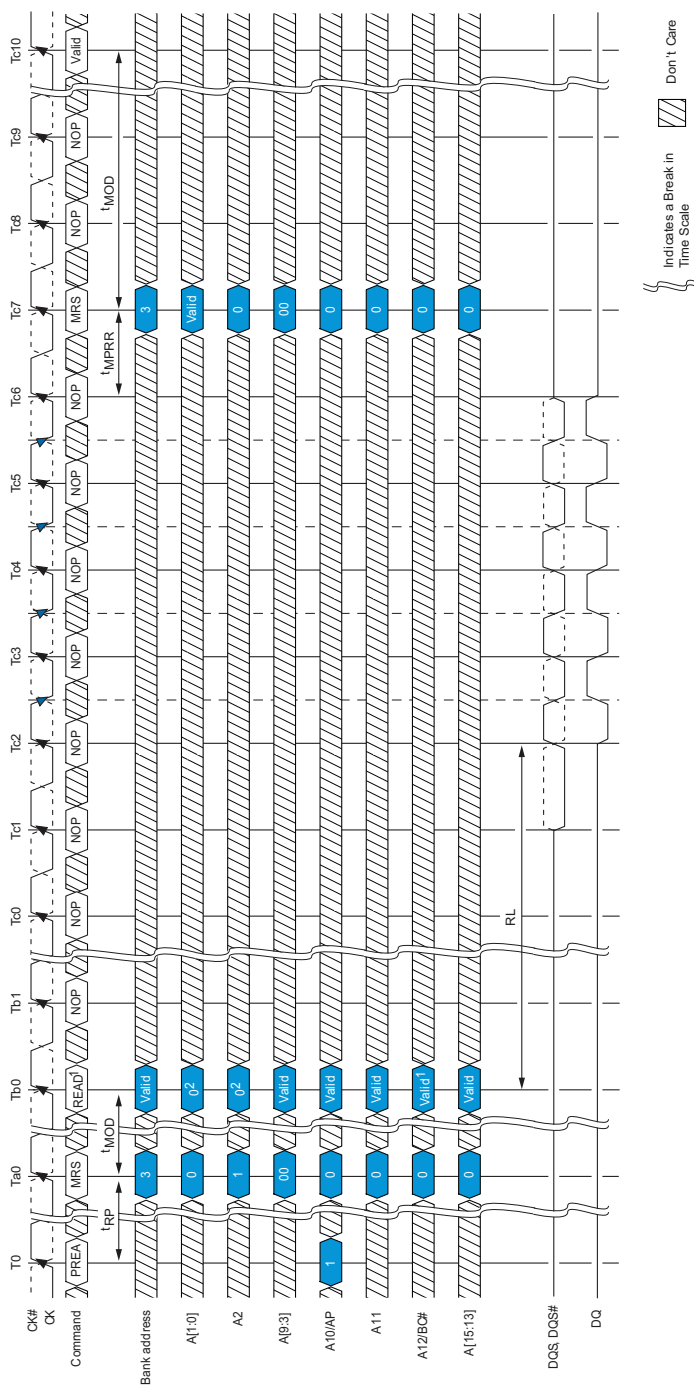 T0 Ta0 Tb0 Tb1 Tc0 Tc1 Tc2 Tc3 Tc4 Tc5 Tc6 Tc7 Tc8 Tc9 Tc10
CK#
CK
Command PREA MRS READ¹ NOP NOP NOP NOP NOP NOP NOP NOP MRS NOP NOP Valid
tRP tMOD tMPRR tMOD
Bank address 3 Valid 3
A[1:0] 0 0² Valid
A2 1 0² 0
A[9:3] 00 Valid 00
A10/AP 1 0 Valid 0
A11 0 Valid 0
A12/BC# 0 Valid¹ 0
A[15:13] 0 Valid 0
RL
DQS, DQS#
DQ
Indicates a Break in
Time Scale
Don't Care